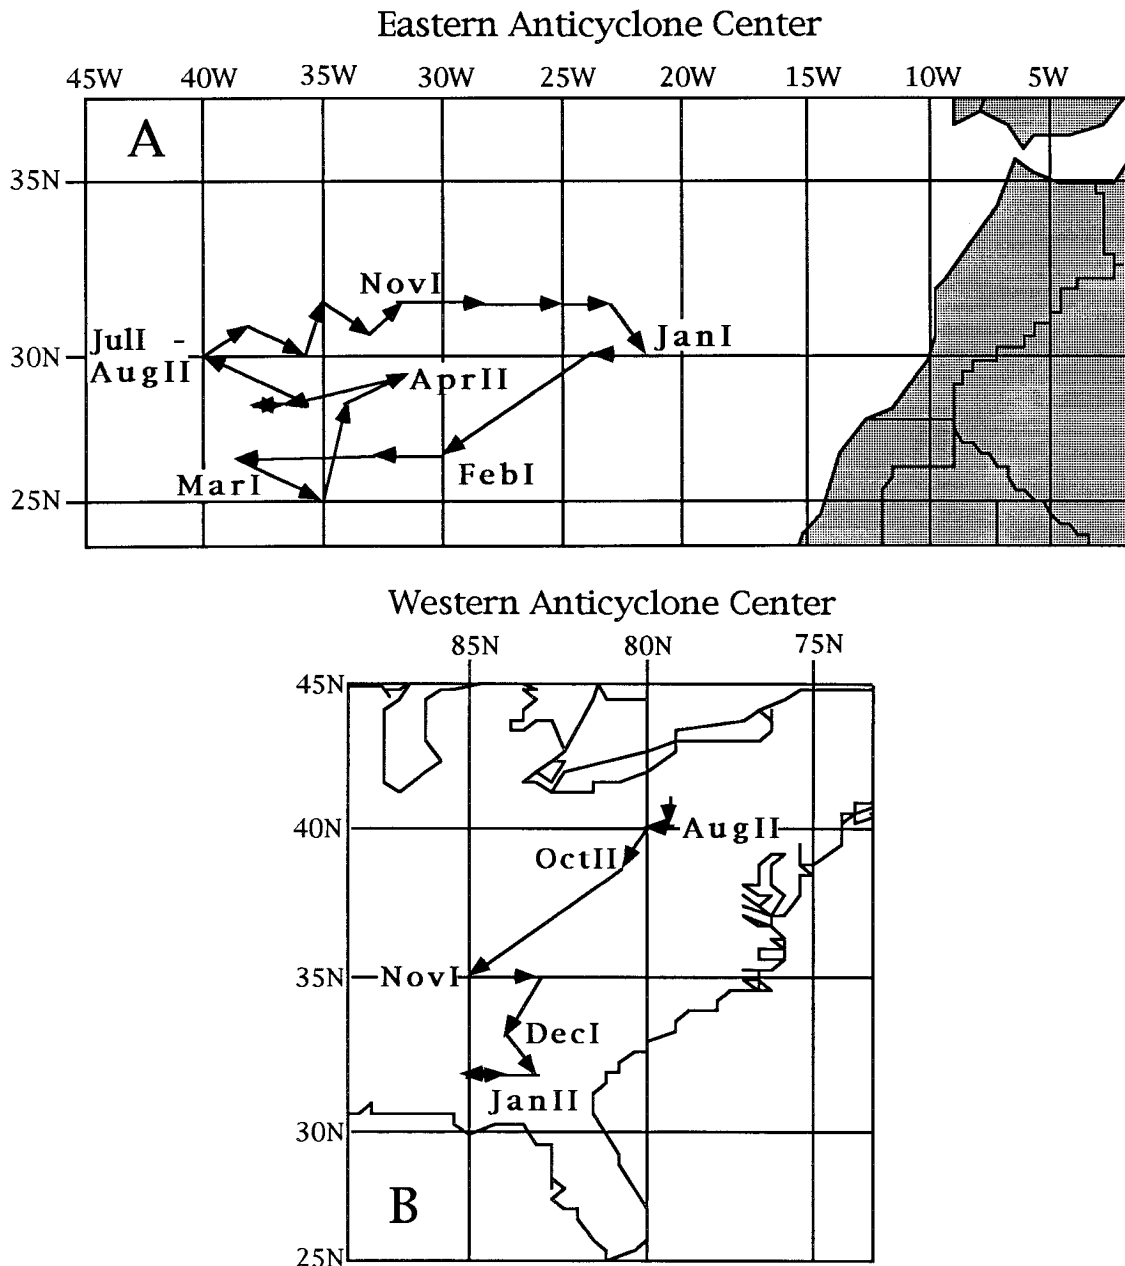 Eastern Anticyclone Center
45W 40W 35W 30W 25W 20W 15W 10W 5W
A
35N
NovI
JulI - AugII
JanI
30N
AprII
MarI
FebI
25N
Western Anticyclone Center
85N 80N 75N
45N
40N
AugII
OctII
35N
NovI
DecI
JanII
30N
B
25N